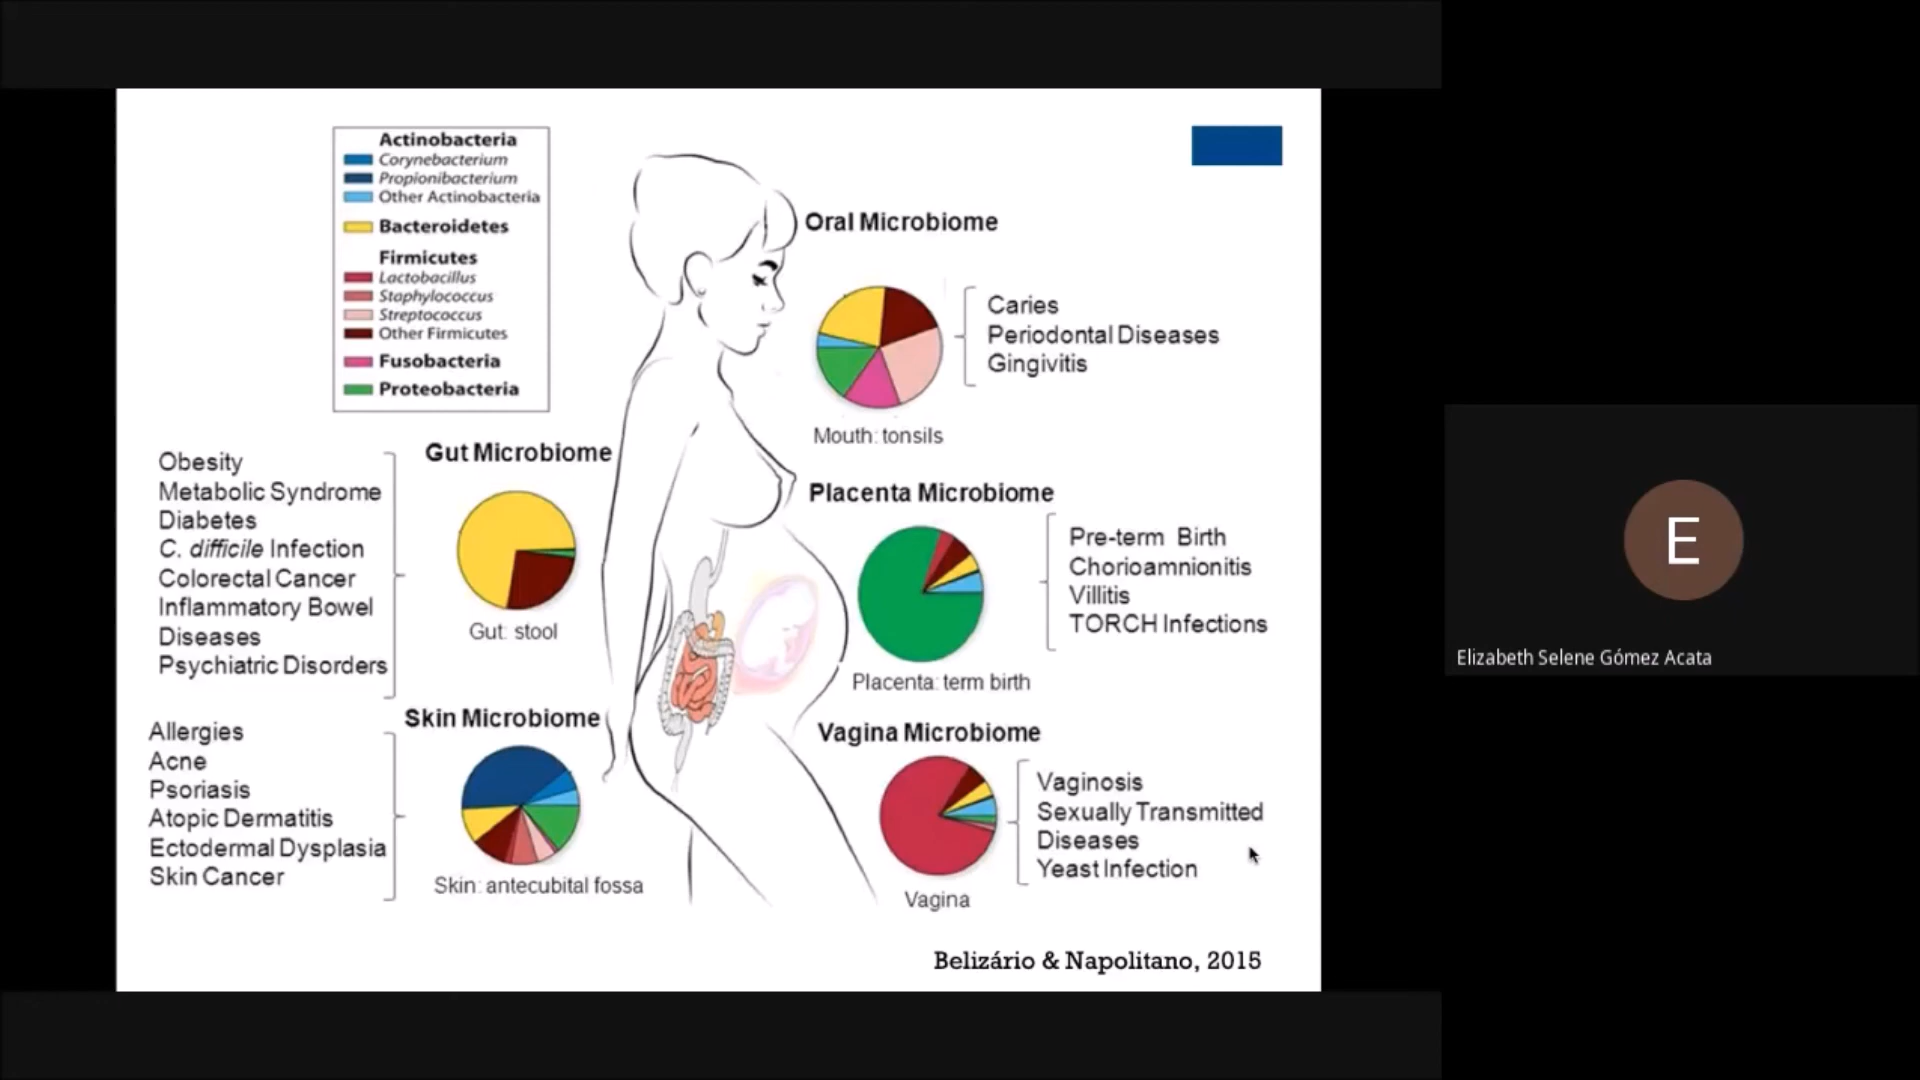 Actinobacteria
Corynebacterium
Propionibacterium
Other Actinobacteria
Bacteroidetes
Firmicutes
Lactobacillus
Staphylococcus
Streptococcus
Other Firmicutes
Fusobacteria
Proteobacteria
Oral Microbiome
Caries
Periodontal Diseases
Gingivitis
Mouth: tonsils
Gut Microbiome
Obesity
Metabolic Syndrome
Diabetes
C. difficile Infection
Colorectal Cancer
Inflammatory Bowel
Diseases
Psychiatric Disorders
Gut: stool
Placenta Microbiome
Pre-term Birth
Chorioamnionitis
Villitis
TORCH Infections
Placenta: term birth
Skin Microbiome
Allergies
Acne
Psoriasis
Atopic Dermatitis
Ectodermal Dysplasia
Skin Cancer
Skin: antecubital fossa
Vagina Microbiome
Vaginosis
Sexually Transmitted
Diseases
Yeast Infection
Vagina
Belizário & Napolitano, 2015
E
Elizabeth Selene Gómez Acata